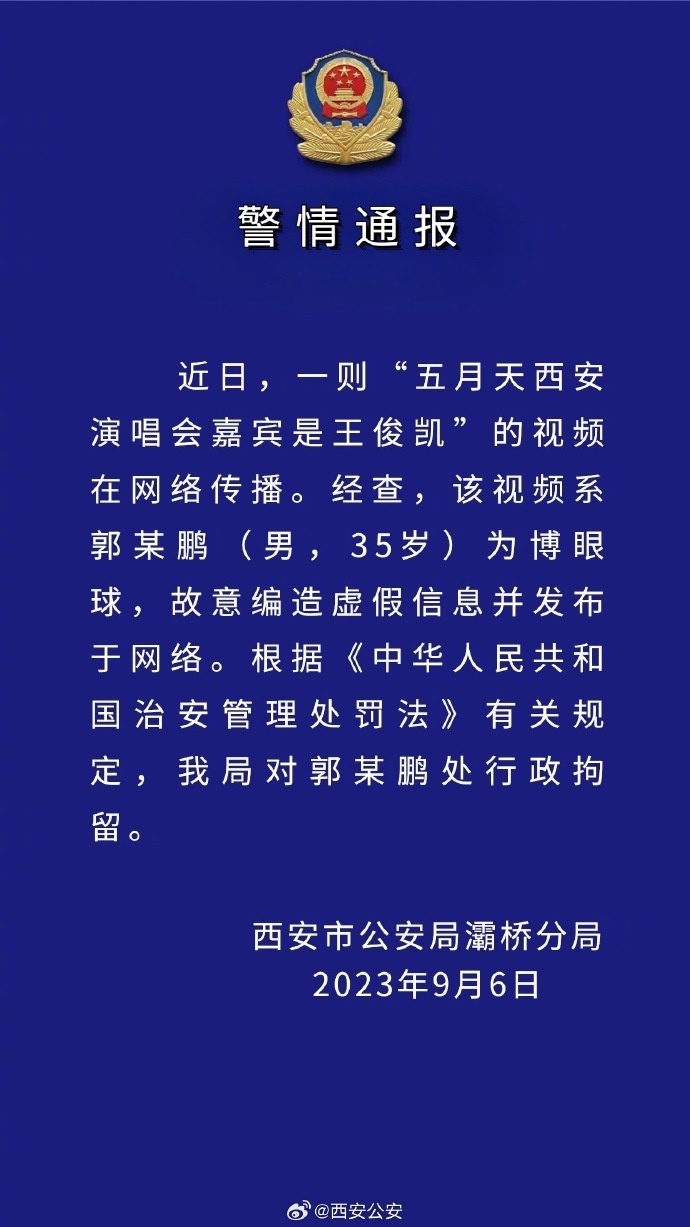 警情通报
近日，一则“五月天西安
演唱会嘉宾是王俊凯”的视频
在网络传播。经查，该视频系
郭某鹏（男，35岁）为博眼
球，故意编造虚假信息并发布
于网络。根据《中华人民共和
国治安管理处罚法》有关规
定，我局对郭某鹏处行政拘
留。
西安市公安局灞桥分局
2023年9月6日
@西安公安